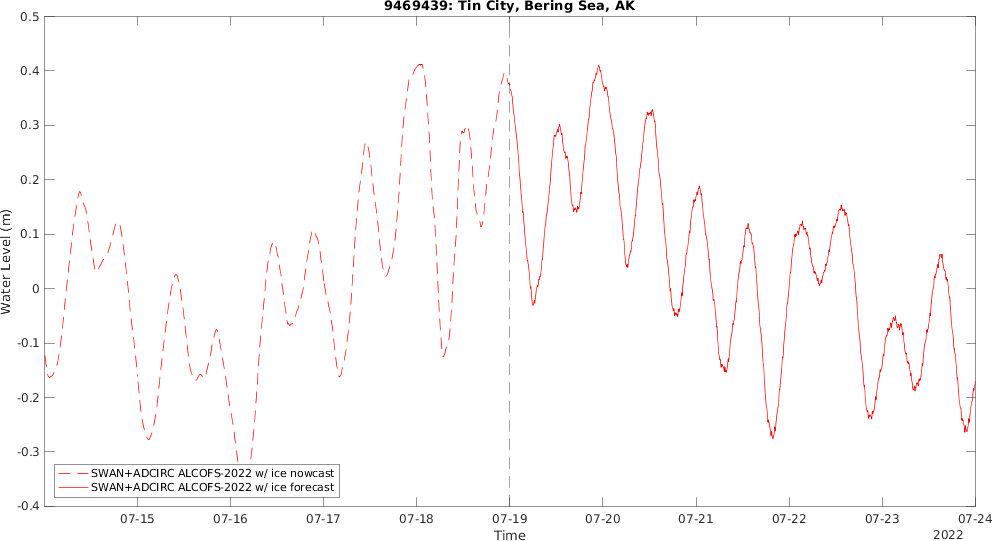 9469439: Tin City, Bering Sea, AK
0.5
0.4
0.3
0.2
0.1
0
-0.1
-0.2
-0.3
-0.4
Water Level (m)
SWAN+ADCIRC ALCOFS-2022 w/ ice nowcast
SWAN+ADCIRC ALCOFS-2022 w/ ice forecast
07-15 07-16 07-17 07-18 07-19 07-20 07-21 07-22 07-23 07-24
Time
2022